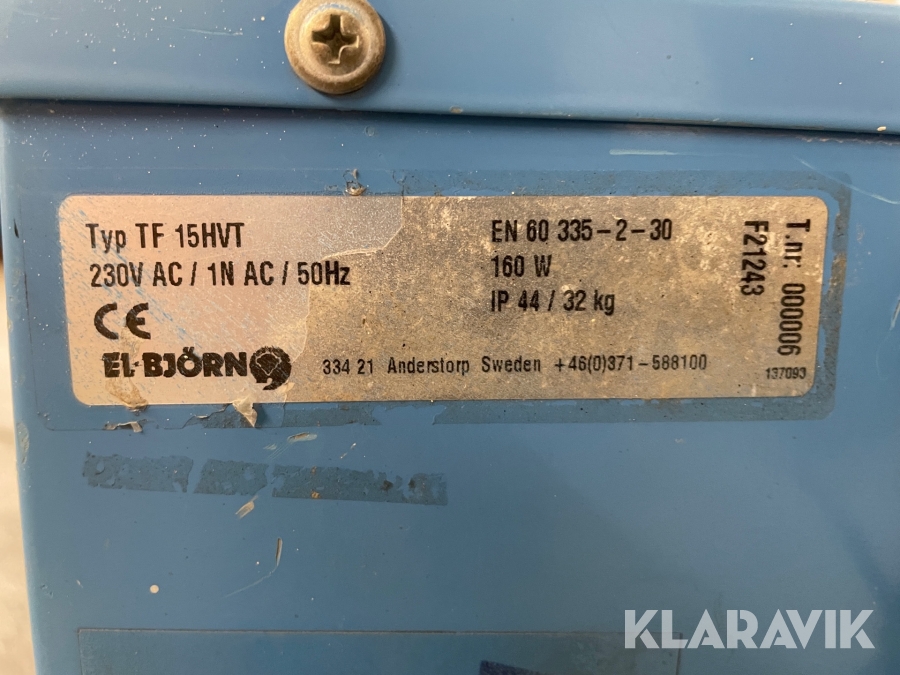 Typ TF 15HVT
230V AC / 1N AC / 50Hz
CE
EL-BJÖRN
EN 60 335-2-30
160 W
IP 44 / 32 kg
334 21 Anderstorp Sweden +46(0)371-588100
T.nr: 000006
F21243
137093
KLARAVIK